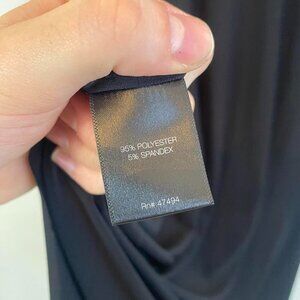 95% POLYESTER
5% SPANDEX
Rn# 47494